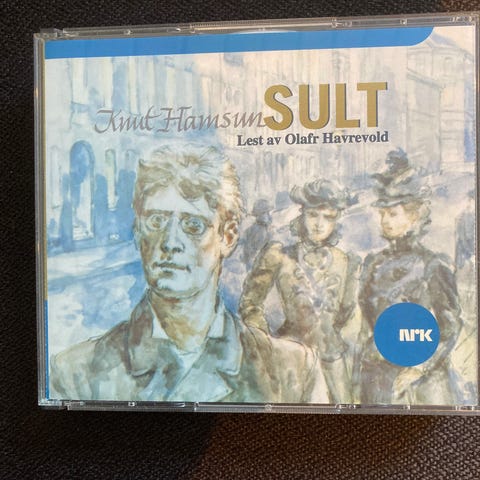 Knut Hamsun SULT
Lest av Olafr Havrevold
NRK